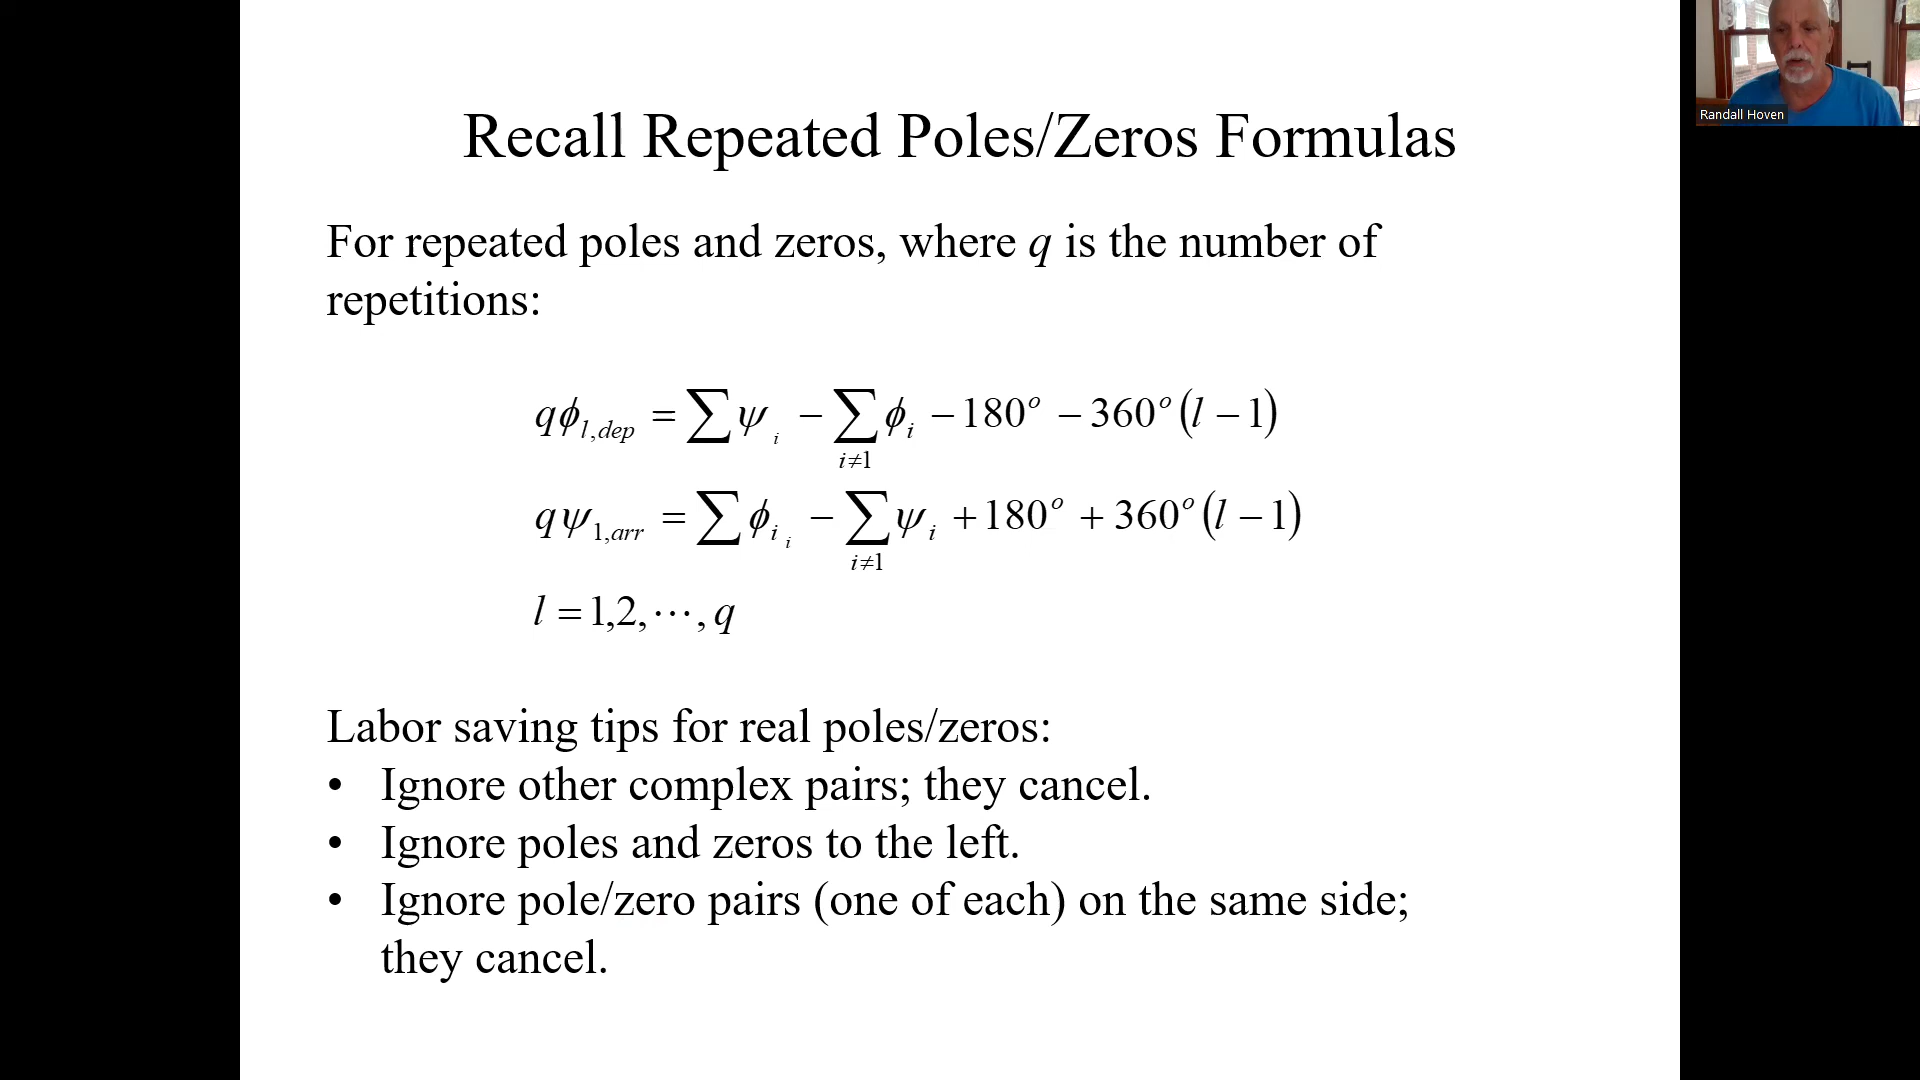 Randall Hoven
Recall Repeated Poles/Zeros Formulas
For repeated poles and zeros, where q is the number of
repetitions:
qϕ_{l,dep} = ∑ψ_i − ∑_{i≠1} ϕ_i − 180° − 360°(l − 1)
qψ_{1,arr} = ∑ϕ_{i_i} − ∑_{i≠1} ψ_i + 180° + 360°(l − 1)
l = 1,2,⋯, q
Labor saving tips for real poles/zeros:
• Ignore other complex pairs; they cancel.
• Ignore poles and zeros to the left.
• Ignore pole/zero pairs (one of each) on the same side;
they cancel.